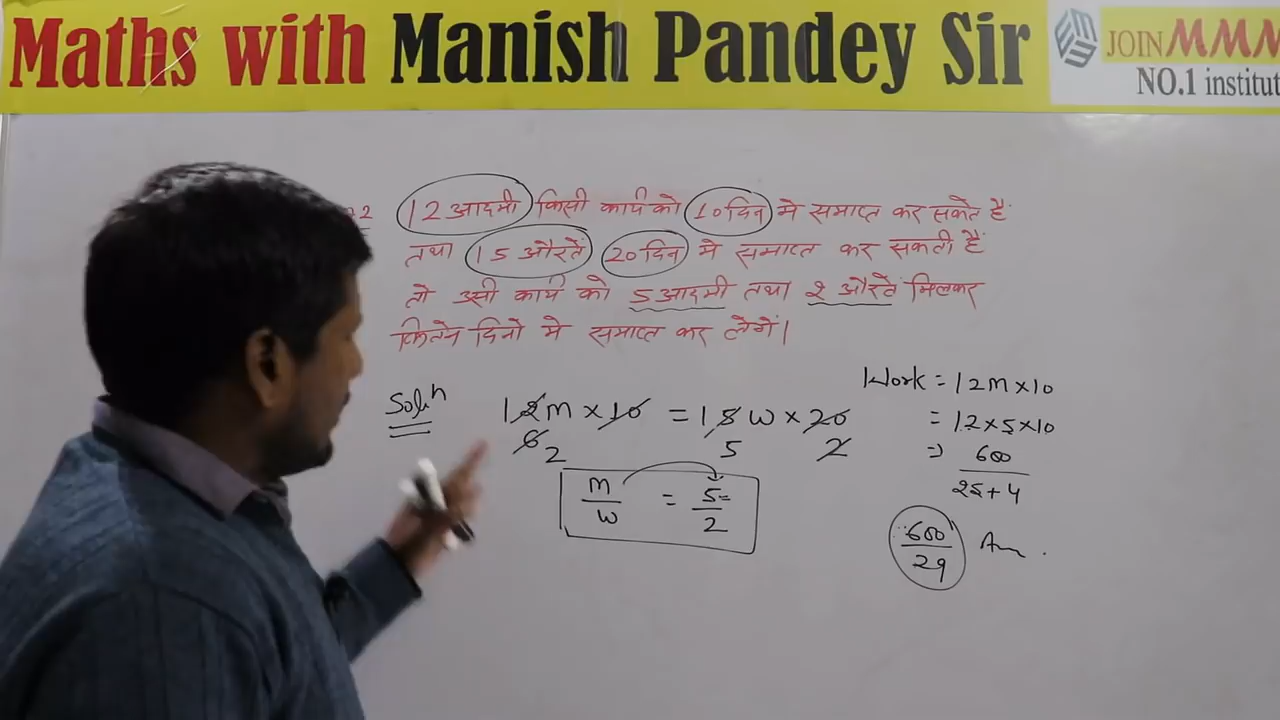 Maths with Manish Pandey Sir
JOIN MMM
NO.1 institut
2 12 आदमी किसी कार्य को 10 दिन मे समाप्त कर सकते हैं
तथा 15 औरतें 20 दिन मे समाप्त कर सकती हैं
तो उसी कार्य को 5 आदमी तथा 2 औरतें मिलकर
कितने दिनो मे समाप्त कर लेगें।
Solⁿ
12M × 10 = 15W × 20
6 2 5 2
M/W = 5/2
Work = 12M×10
= 12×5×10
⇒ 600/25+4
600/29 Ans.